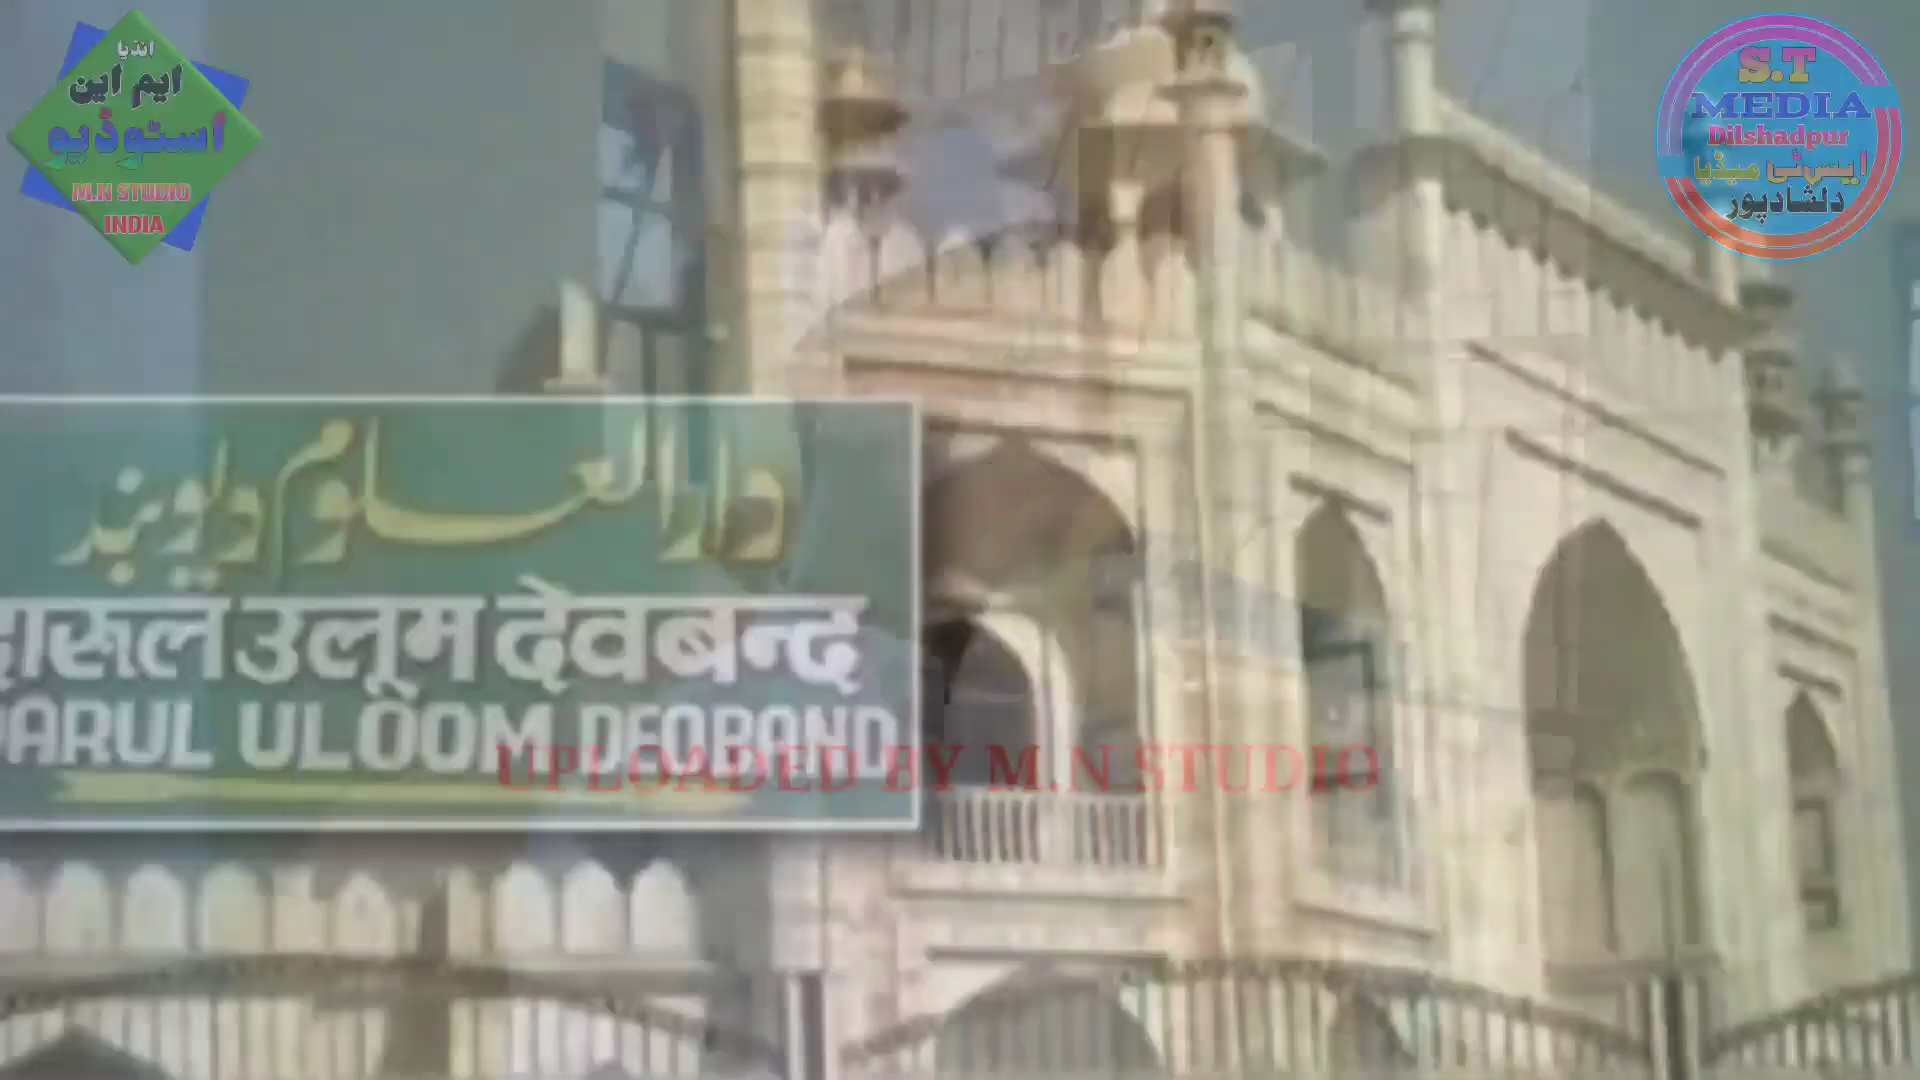 انڈیا
ایم این
اسٹوڈیو
M.N STUDIO
INDIA
S.T
MEDIA
Dilshadpur
ایس ٹی میڈیا
دلشادپور
دارالعلوم دیوبند
दारुल उलूम देवबन्द
DARUL ULOOM DEOBAND
UPLOADED BY M.N STUDIO